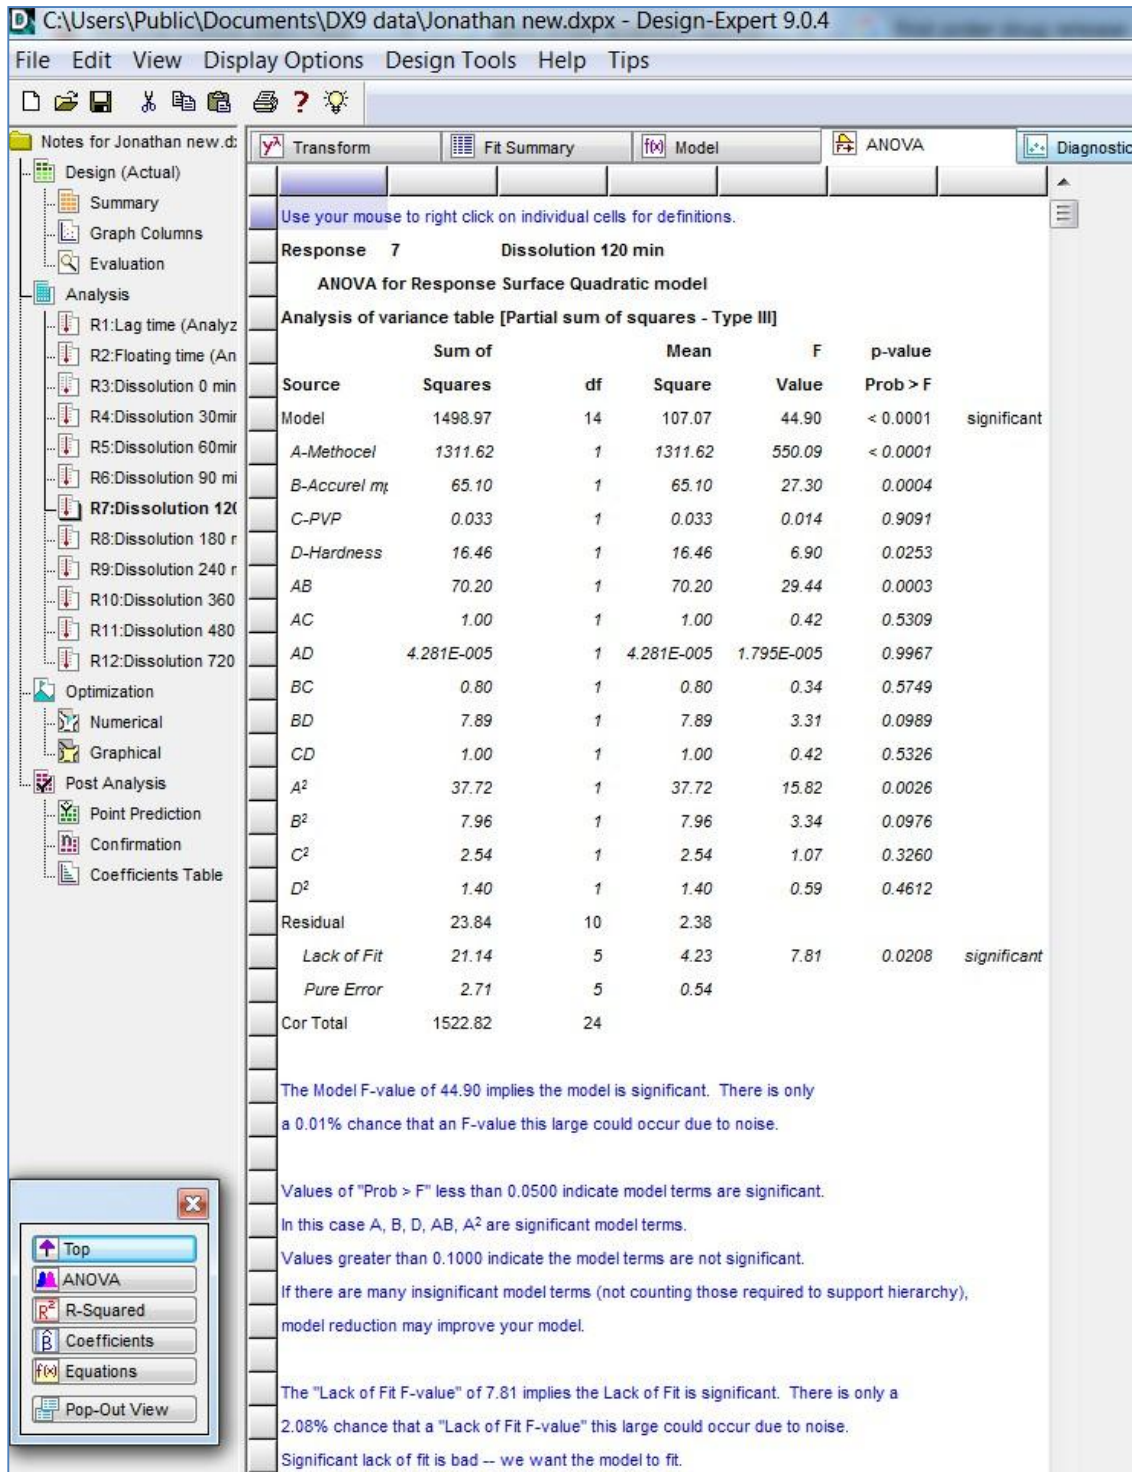 C:\Users\Public\Documents\DX9 data\Jonathan new.dxpx - Design-Expert 9.0.4
File Edit View Display Options Design Tools Help Tips
Notes for Jonathan new.d
Design (Actual)
Summary
Graph Columns
Evaluation
Analysis
R1:Lag time (Analyz
R2:Floating time (An
R3:Dissolution 0 min
R4:Dissolution 30min
R5:Dissolution 60min
R6:Dissolution 90 mi
R7:Dissolution 120
R8:Dissolution 180 r
R9:Dissolution 240 r
R10:Dissolution 360
R11:Dissolution 480
R12:Dissolution 720
Optimization
Numerical
Graphical
Post Analysis
Point Prediction
Confirmation
Coefficients Table
Top
ANOVA
R² R-Squared
β̂ Coefficients
f(x) Equations
Pop-Out View
yλ Transform Fit Summary f(x) Model ANOVA Diagnostic
Use your mouse to right click on individual cells for definitions.
Response 7 Dissolution 120 min
ANOVA for Response Surface Quadratic model
Analysis of variance table [Partial sum of squares - Type III]
Sum of Mean F p-value
Source Squares df Square Value Prob > F
Model 1498.97 14 107.07 44.90 < 0.0001 significant
A-Methocel 1311.62 1 1311.62 550.09 < 0.0001
B-Accurel mp 65.10 1 65.10 27.30 0.0004
C-PVP 0.033 1 0.033 0.014 0.9091
D-Hardness 16.46 1 16.46 6.90 0.0253
AB 70.20 1 70.20 29.44 0.0003
AC 1.00 1 1.00 0.42 0.5309
AD 4.281E-005 1 4.281E-005 1.795E-005 0.9967
BC 0.80 1 0.80 0.34 0.5749
BD 7.89 1 7.89 3.31 0.0989
CD 1.00 1 1.00 0.42 0.5326
A² 37.72 1 37.72 15.82 0.0026
B² 7.96 1 7.96 3.34 0.0976
C² 2.54 1 2.54 1.07 0.3260
D² 1.40 1 1.40 0.59 0.4612
Residual 23.84 10 2.38
Lack of Fit 21.14 5 4.23 7.81 0.0208 significant
Pure Error 2.71 5 0.54
Cor Total 1522.82 24
The Model F-value of 44.90 implies the model is significant. There is only
a 0.01% chance that an F-value this large could occur due to noise.
Values of "Prob > F" less than 0.0500 indicate model terms are significant.
In this case A, B, D, AB, A² are significant model terms.
Values greater than 0.1000 indicate the model terms are not significant.
If there are many insignificant model terms (not counting those required to support hierarchy),
model reduction may improve your model.
The "Lack of Fit F-value" of 7.81 implies the Lack of Fit is significant. There is only a
2.08% chance that a "Lack of Fit F-value" this large could occur due to noise.
Significant lack of fit is bad -- we want the model to fit.